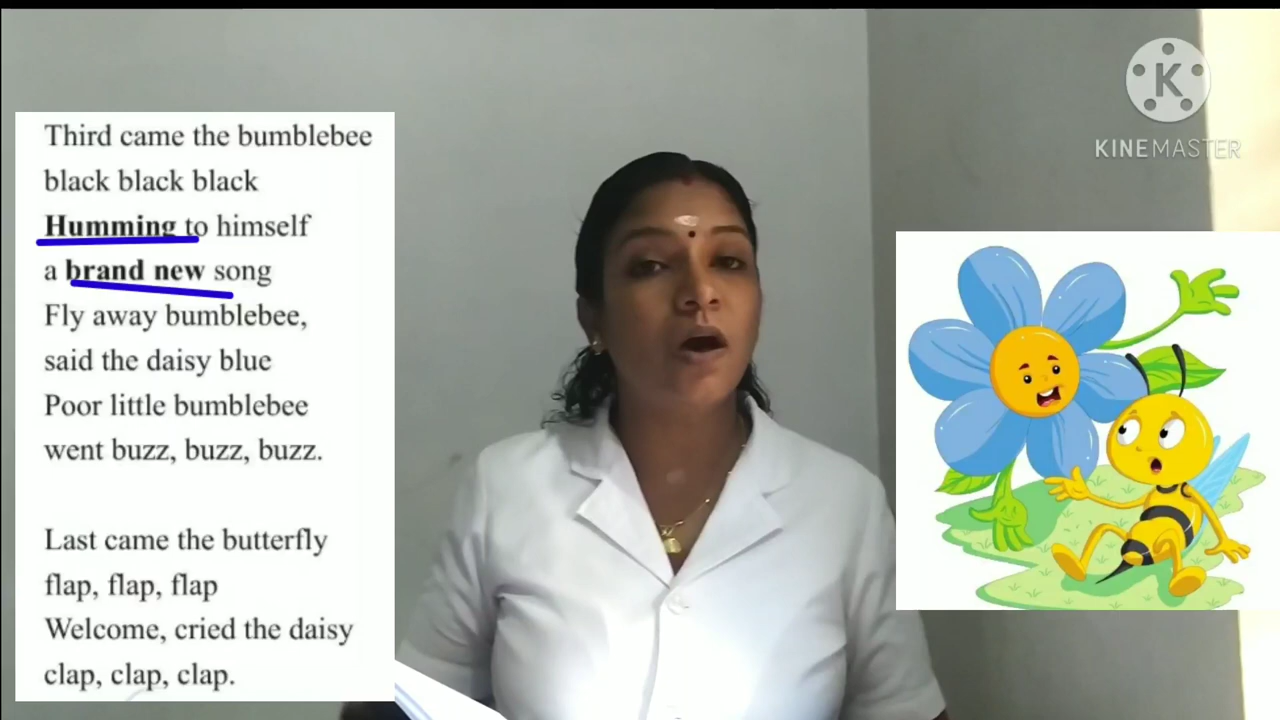 Third came the bumblebee
black black black
Humming to himself
a brand new song
Fly away bumblebee,
said the daisy blue
Poor little bumblebee
went buzz, buzz, buzz.
Last came the butterfly
flap, flap, flap
Welcome, cried the daisy
clap, clap, clap.
K
KINEMASTER